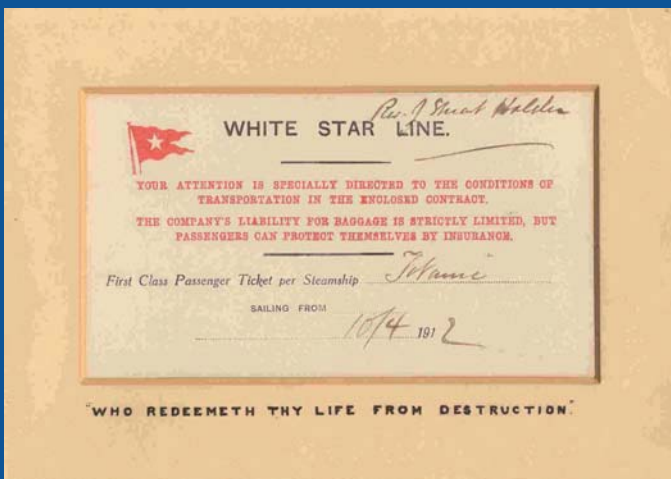 Rev. J Stuart Holden
WHITE STAR LINE.
YOUR ATTENTION IS SPECIALLY DIRECTED TO THE CONDITIONS OF
TRANSPORTATION IN THE ENCLOSED CONTRACT.
THE COMPANY'S LIABILITY FOR BAGGAGE IS STRICTLY LIMITED, BUT
PASSENGERS CAN PROTECT THEMSELVES BY INSURANCE.
First Class Passenger Ticket per Steamship Titanic
SAILING FROM
10/4 1912
"WHO REDEEMETH THY LIFE FROM DESTRUCTION."